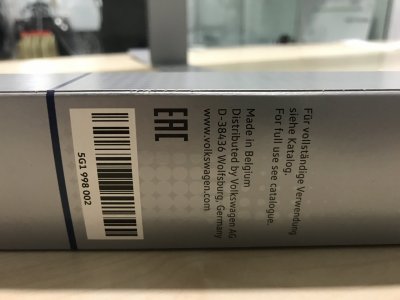 Für vollständige Verwendung
siehe Katalog.
For full use see catalogue.
Made in Belgium
Distributed by Volkswagen AG
D-38436 Wolfsburg, Germany
www.volkswagen.com
EAC
5G1 998 002